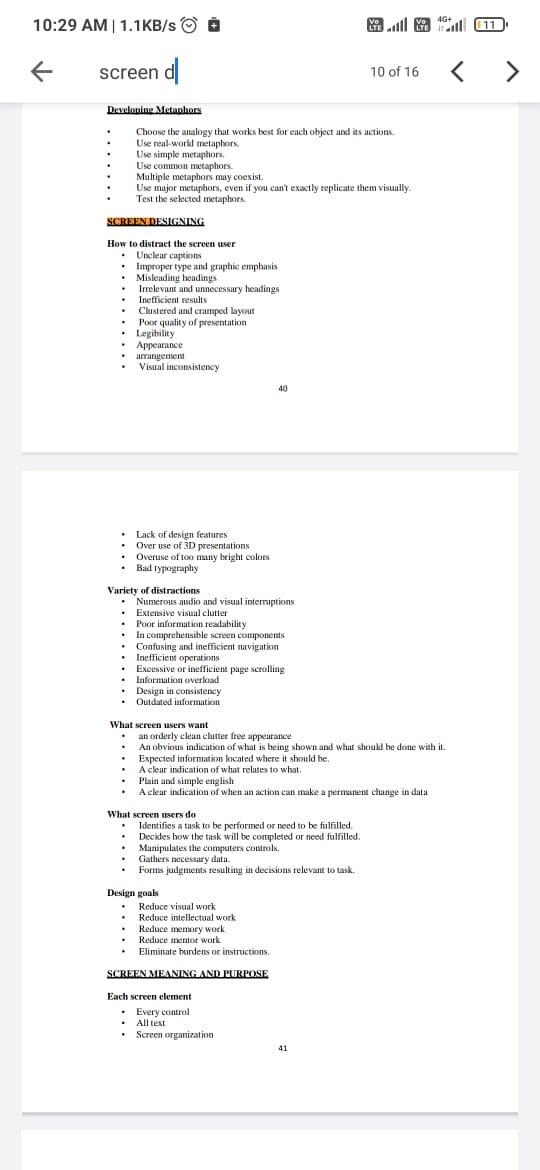 10:29 AM | 1.1KB/s
Vo LTE Vo LTE 4G+ 11
screen d
10 of 16
Developing Metaphors
• Choose the analogy that works best for each object and its actions.
• Use real-world metaphors.
• Use simple metaphors.
• Use common metaphors.
• Multiple metaphors may coexist.
• Use major metaphors, even if you can't exactly replicate them visually.
• Test the selected metaphors.
SCREEN DESIGNING
How to distract the screen user
• Unclear captions
• Improper type and graphic emphasis
• Misleading headings
• Irrelevant and unnecessary headings
• Inefficient results
• Clustered and cramped layout
• Poor quality of presentation
• Legibility
• Appearance
• arrangement
• Visual inconsistency
40
• Lack of design features
• Over use of 3D presentations
• Overuse of too many bright colors
• Bad typography
Variety of distractions
• Numerous audio and visual interruptions
• Extensive visual clutter
• Poor information readability
• In comprehensible screen components
• Confusing and inefficient navigation
• Inefficient operations
• Excessive or inefficient page scrolling
• Information overload
• Design in consistency
• Outdated information
What screen users want
• an orderly clean clutter free appearance
• An obvious indication of what is being shown and what should be done with it.
• Expected information located where it should be.
• A clear indication of what relates to what.
• Plain and simple english
• A clear indication of when an action can make a permanent change in data
What screen users do
• Identifies a task to be performed or need to be fulfilled.
• Decides how the task will be completed or need fulfilled.
• Manipulates the computers controls.
• Gathers necessary data.
• Forms judgments resulting in decisions relevant to task.
Design goals
• Reduce visual work
• Reduce intellectual work
• Reduce memory work
• Reduce mentor work
• Eliminate burdens or instructions.
SCREEN MEANING AND PURPOSE
Each screen element
• Every control
• All text
• Screen organization
41